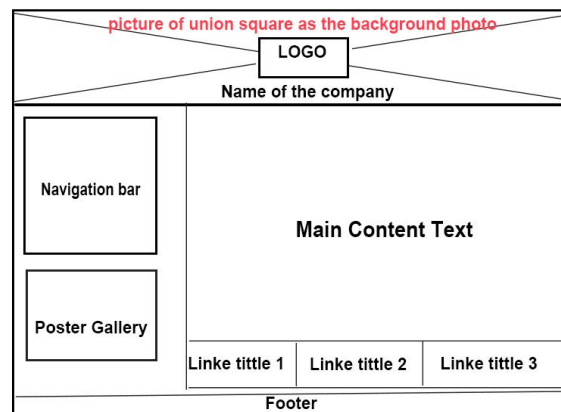 picture of union square as the background photo
LOGO
Name of the company
Navigation bar
Main Content Text
Poster Gallery
Linke tittle 1
Linke tittle 2
Linke tittle 3
Footer